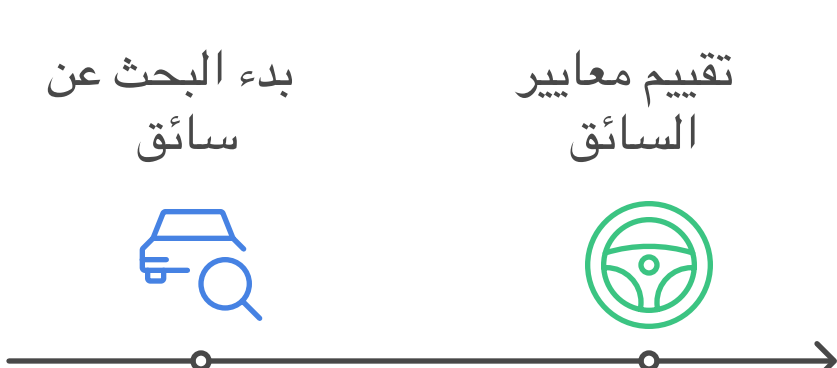 بدء البحث عن
سائق
تقييم معايير
السائق